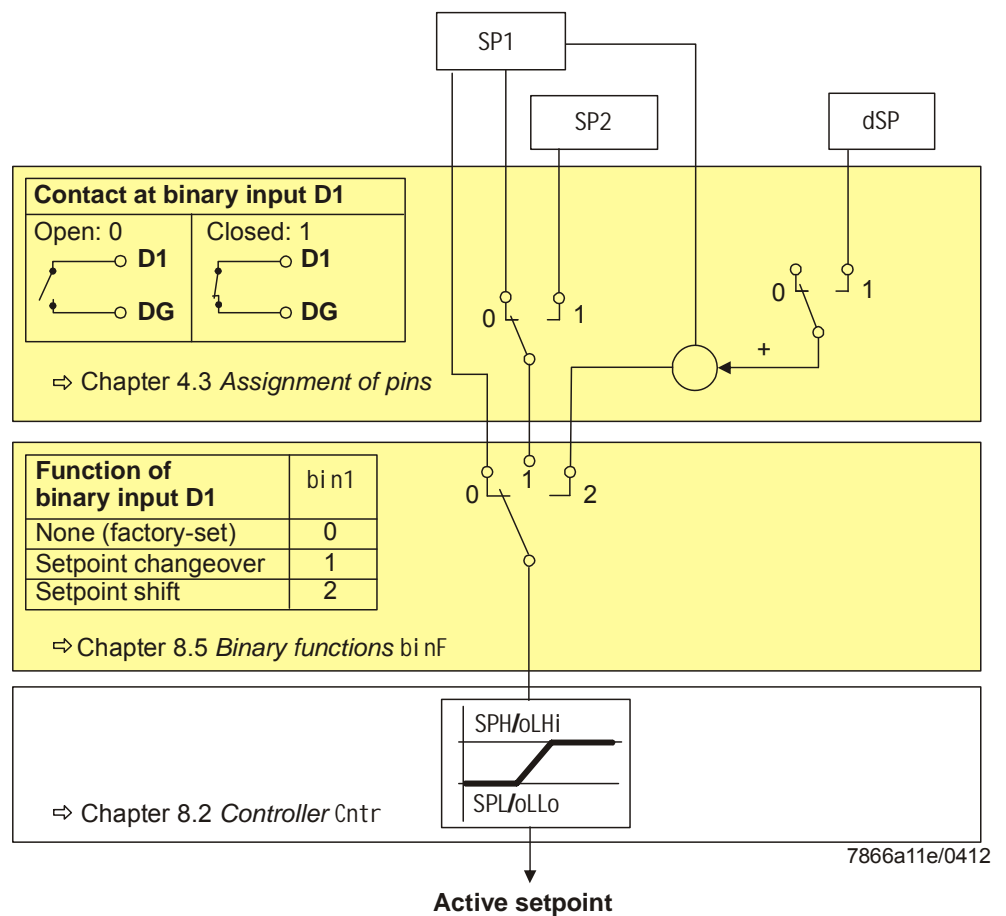 SP1
SP2
dSP
Contact at binary input D1
Open: 0
Closed: 1
D1
D1
DG
DG
0
1
0
1
+
⇨ Chapter 4.3 Assignment of pins
Function of
binary input D1
bin1
None (factory-set)
0
Setpoint changeover
1
Setpoint shift
2
0
1
2
⇨ Chapter 8.5 Binary functions binF
SPH/oLHi
SPL/oLLo
⇨ Chapter 8.2 Controller Cntr
7866a11e/0412
Active setpoint